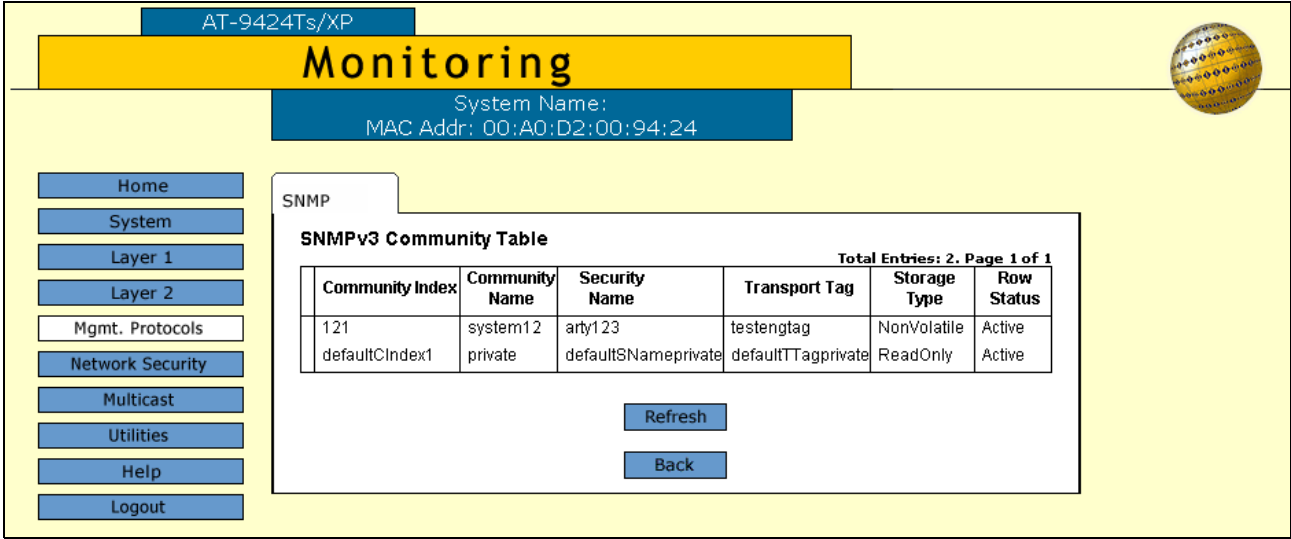 AT-9424Ts/XP
Monitoring
System Name:
MAC Addr: 00:A0:D2:00:94:24
Home
System
Layer 1
Layer 2
Mgmt. Protocols
Network Security
Multicast
Utilities
Help
Logout
SNMP
SNMPv3 Community Table
Total Entries: 2. Page 1 of 1
Community Index Community Name Security Name Transport Tag Storage Type Row Status
121 system12 arty123 testengtag NonVolatile Active
defaultCIndex1 private defaultSNameprivate defaultTTagprivate ReadOnly Active
Refresh
Back